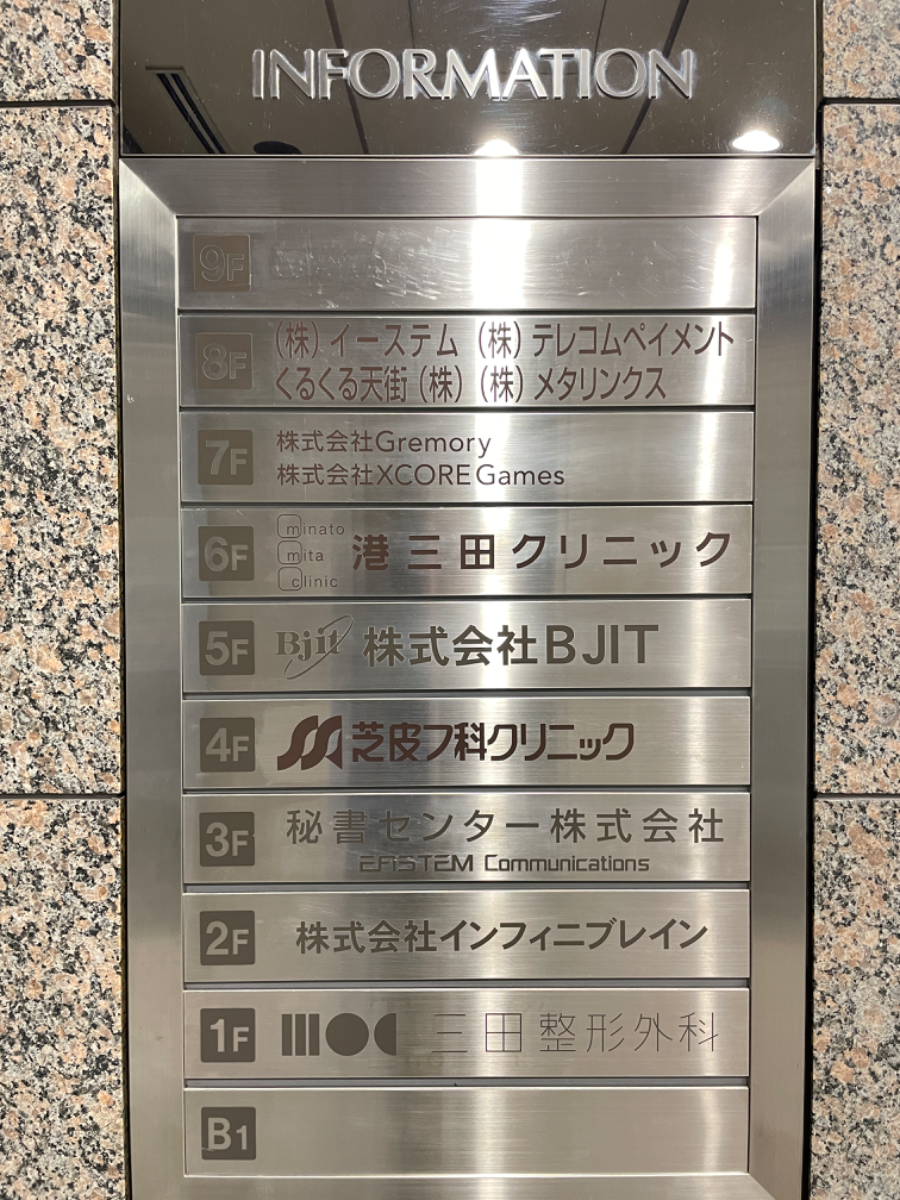 INFORMATION
9F
8F
(株) イーステム (株) テレコムペイメント
くるくる天街 (株) (株) メタリンクス
7F
株式会社Gremory
株式会社XCORE Games
6F
minato
mita
clinic
港三田クリニック
5F
Bjit 株式会社BJIT
4F
芝皮フ科クリニック
3F
秘書センター株式会社
EASTEM Communications
2F
株式会社インフィニブレイン
1F
三田整形外科
B1